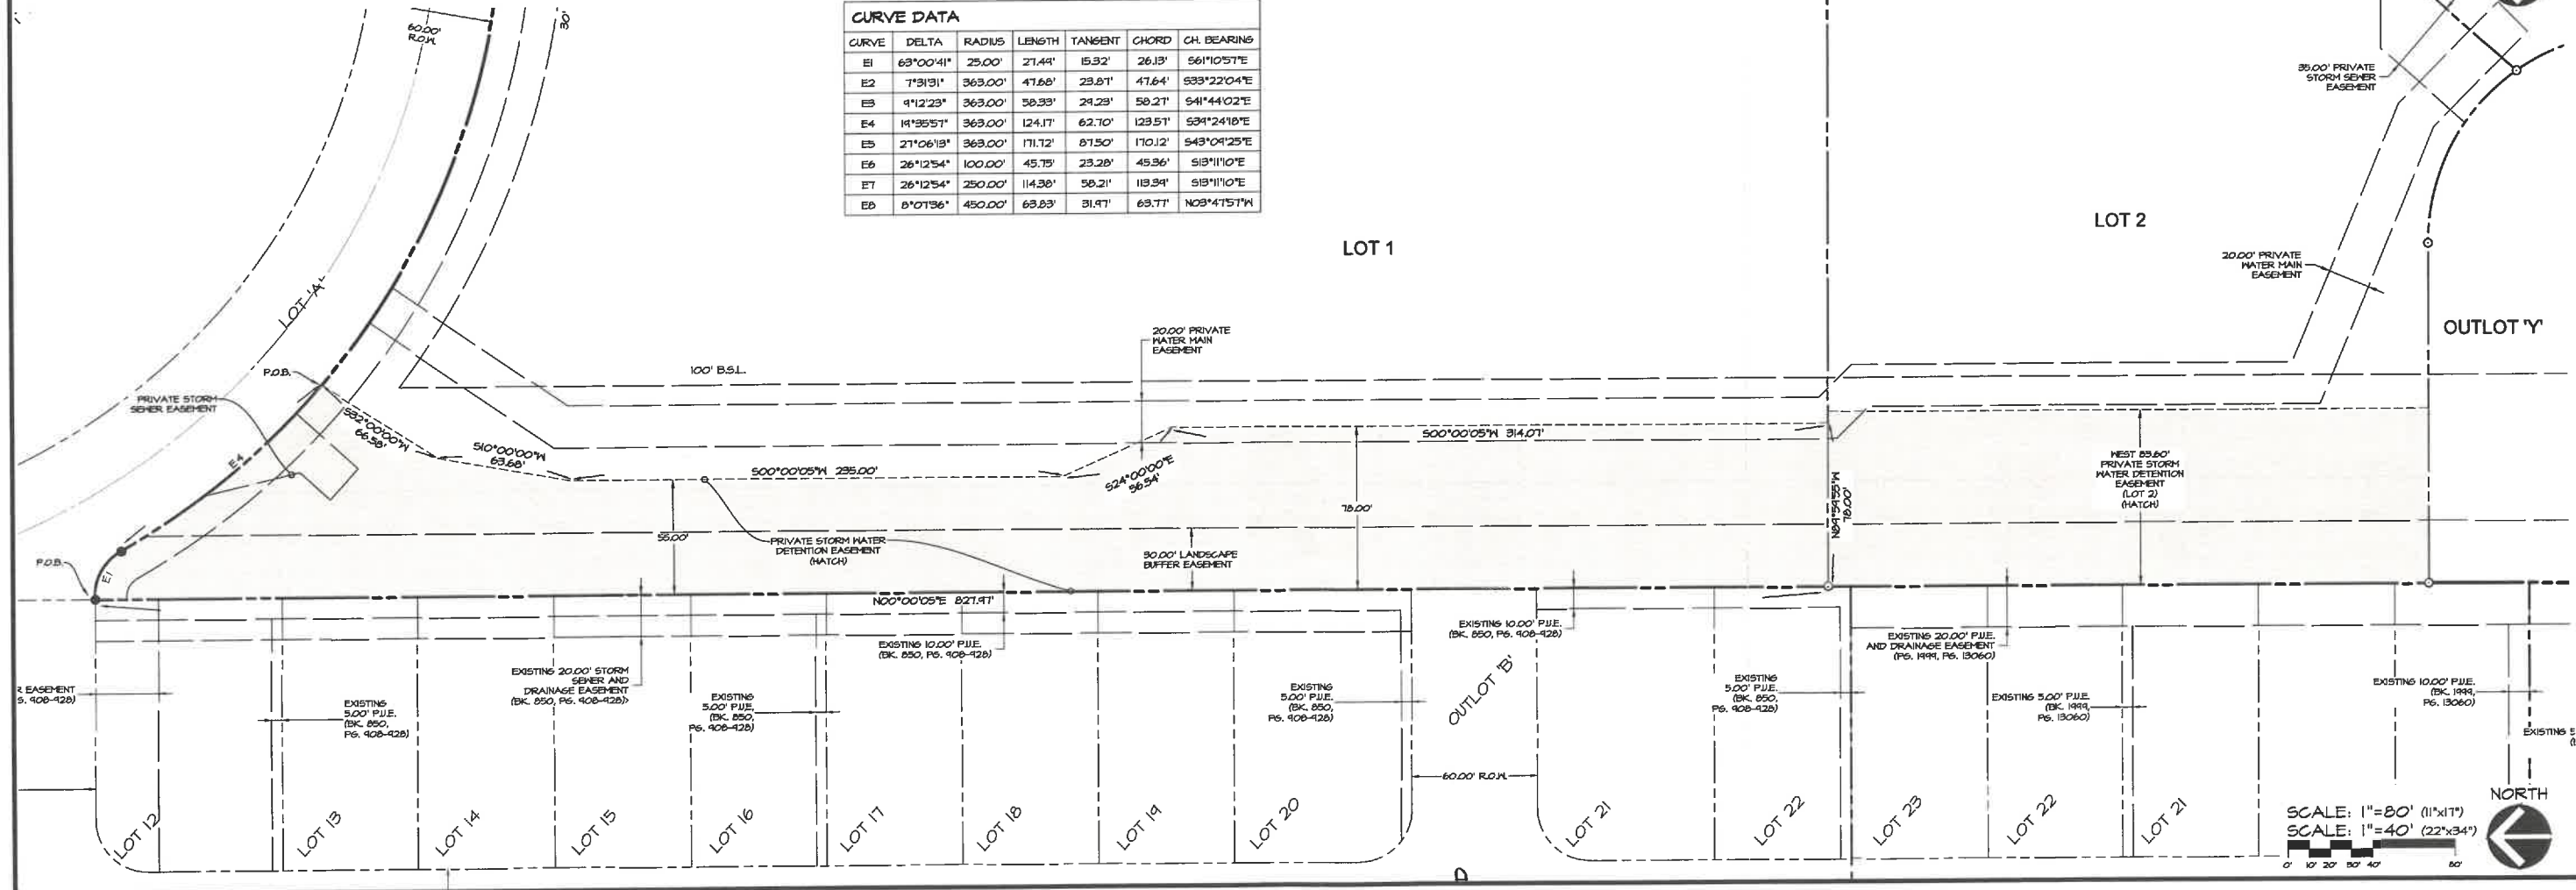 60.00'
R.O.W.
30'
CURVE DATA
CURVE DELTA RADIUS LENGTH TANGENT CHORD CH. BEARING
E1 63°00'41" 25.00' 27.49' 15.32' 26.13' S61°10'57"E
E2 7°31'31" 363.00' 47.68' 23.87' 47.64' S33°22'04"E
E3 9°12'23" 363.00' 58.33' 29.23' 58.27' S41°44'02"E
E4 19°35'57" 363.00' 124.17' 62.70' 123.57' S39°24'18"E
E5 27°06'13" 363.00' 171.72' 87.50' 170.12' S43°09'25"E
E6 26°12'54" 100.00' 45.75' 23.28' 45.36' S13°11'10"E
E7 26°12'54" 250.00' 114.38' 58.21' 113.39' S13°11'10"E
E8 8°07'36" 450.00' 63.83' 31.97' 63.77' N03°47'57"W
35.00' PRIVATE
STORM SEWER
EASEMENT
LOT 1
LOT 2
20.00' PRIVATE
WATER MAIN
EASEMENT
OUTLOT 'Y'
LOT 'A'
20.00' PRIVATE
WATER MAIN
EASEMENT
P.O.B.
100' B.S.L.
PRIVATE STORM
SEWER EASEMENT
S32°00'00"W
66.58'
S10°00'00"W
63.68'
S00°00'05"W 235.00'
S24°00'00"E
56.54'
S00°00'05"W 314.07'
E4
N89°59'55"W
78.00'
WEST 83.60'
PRIVATE STORM
WATER DETENTION
EASEMENT
(LOT 2)
(HATCH)
78.00'
55.00'
PRIVATE STORM WATER
DETENTION EASEMENT
(HATCH)
30.00' LANDSCAPE
BUFFER EASEMENT
P.O.B.
E1
N00°00'05"E 827.97'
EXISTING 10.00' P.U.E.
(BK. 850, PG. 908-928)
EXISTING 10.00' P.U.E.
(BK. 850, PG. 908-928)
EXISTING 20.00' P.U.E.
AND DRAINAGE EASEMENT
(PG. 1999, PG. 13060)
EXISTING 20.00' STORM
SEWER AND
DRAINAGE EASEMENT
(BK. 850, PG. 908-928)
R EASEMENT
G. 908-928)
EXISTING
5.00' P.U.E.
(BK. 850,
PG. 908-928)
EXISTING
5.00' P.U.E.
(BK. 850,
PG. 908-928)
EXISTING
5.00' P.U.E.
(BK. 850,
PG. 908-928)
OUTLOT 'B'
EXISTING
5.00' P.U.E.
(BK. 850,
PG. 908-928)
EXISTING 5.00' P.U.E.
(BK. 1999,
PG. 13060)
EXISTING 10.00' P.U.E.
(BK. 1999,
PG. 13060)
EXISTING 5
60.00' R.O.W.
LOT 12
LOT 13
LOT 14
LOT 15
LOT 16
LOT 17
LOT 18
LOT 19
LOT 20
LOT 21
LOT 22
LOT 23
LOT 22
LOT 21
D
NORTH
SCALE: 1"=80' (11"x17")
SCALE: 1"=40' (22"x34")
0' 10' 20' 30' 40' 80'